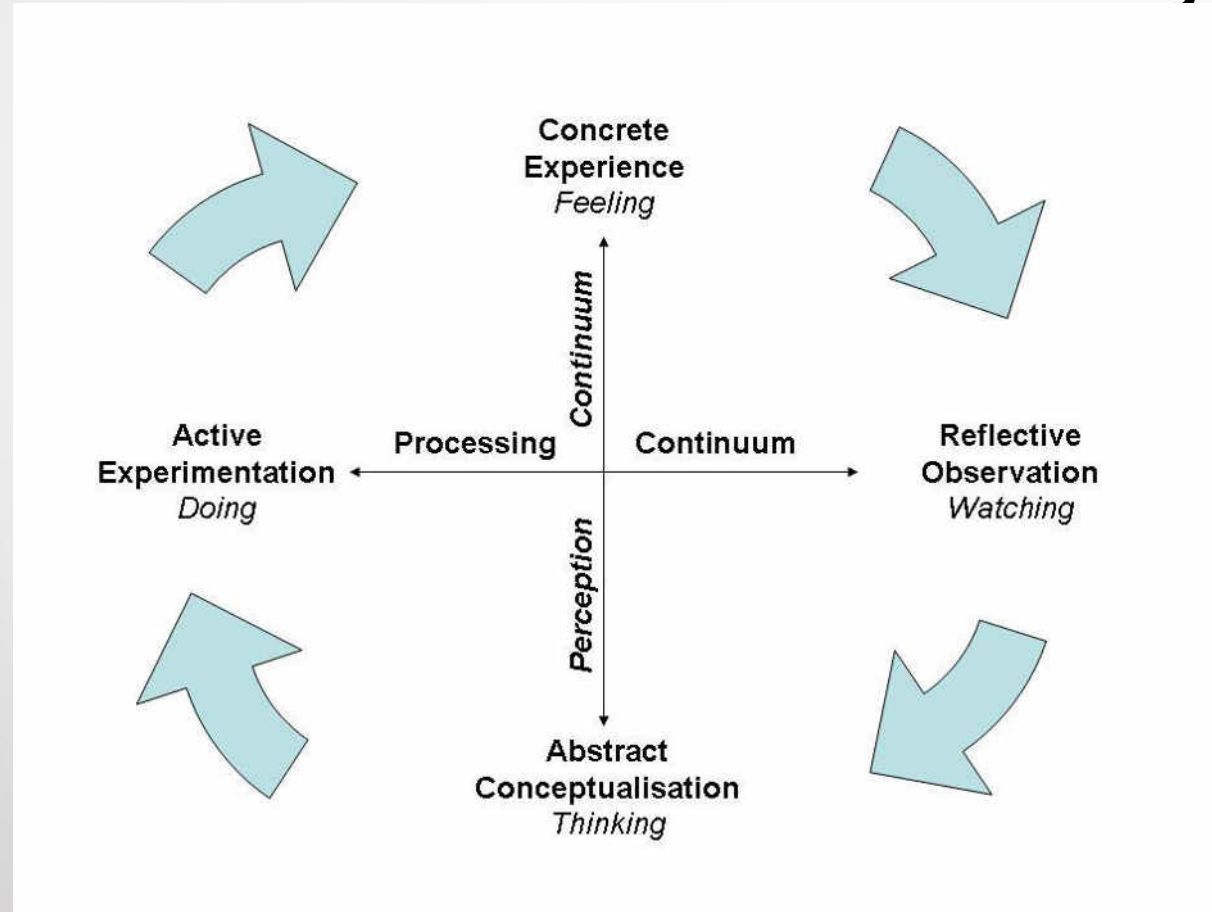 Concrete
Experience
Feeling
Continuum
Active
Experimentation
Doing
Processing
Continuum
Reflective
Observation
Watching
Perception
Abstract
Conceptualisation
Thinking